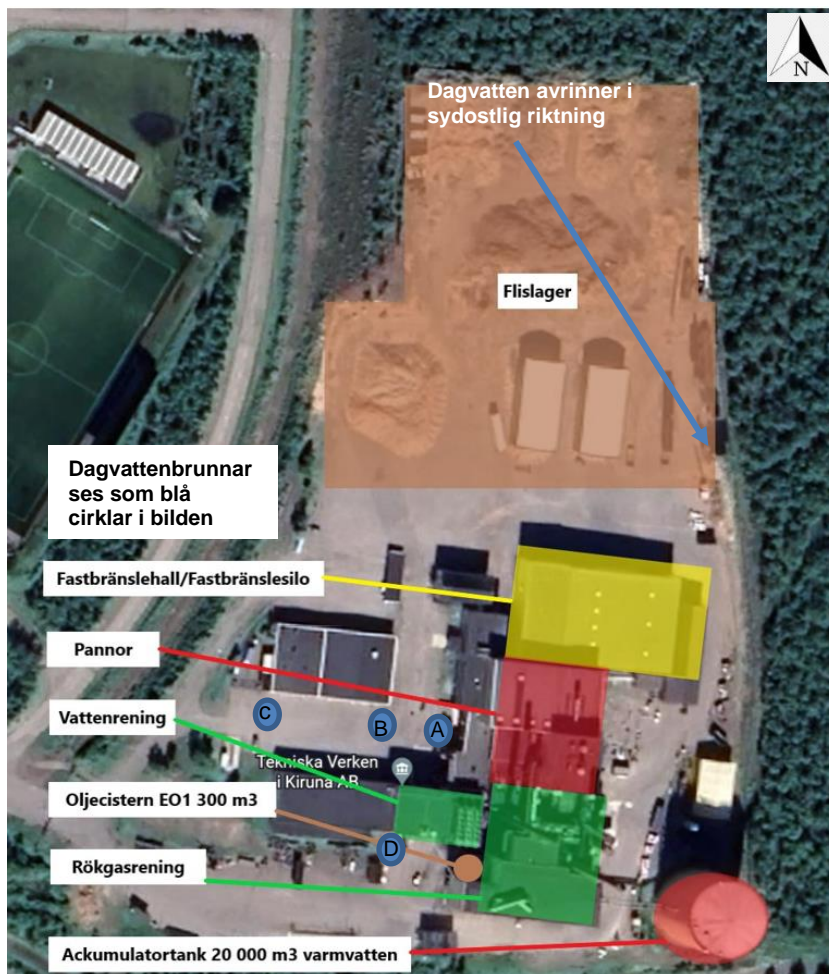 N
Dagvatten avrinner i
sydostlig riktning
Flislager
Dagvattenbrunnar
ses som blå
cirklar i bilden
Fastbränslehall/Fastbränslesilo
Pannor
Vattenrening
C
B
A
Tekniska Verken
i Kiruna AB
Oljecistern EO1 300 m3
D
Rökgasrening
Ackumulatortank 20 000 m3 varmvatten